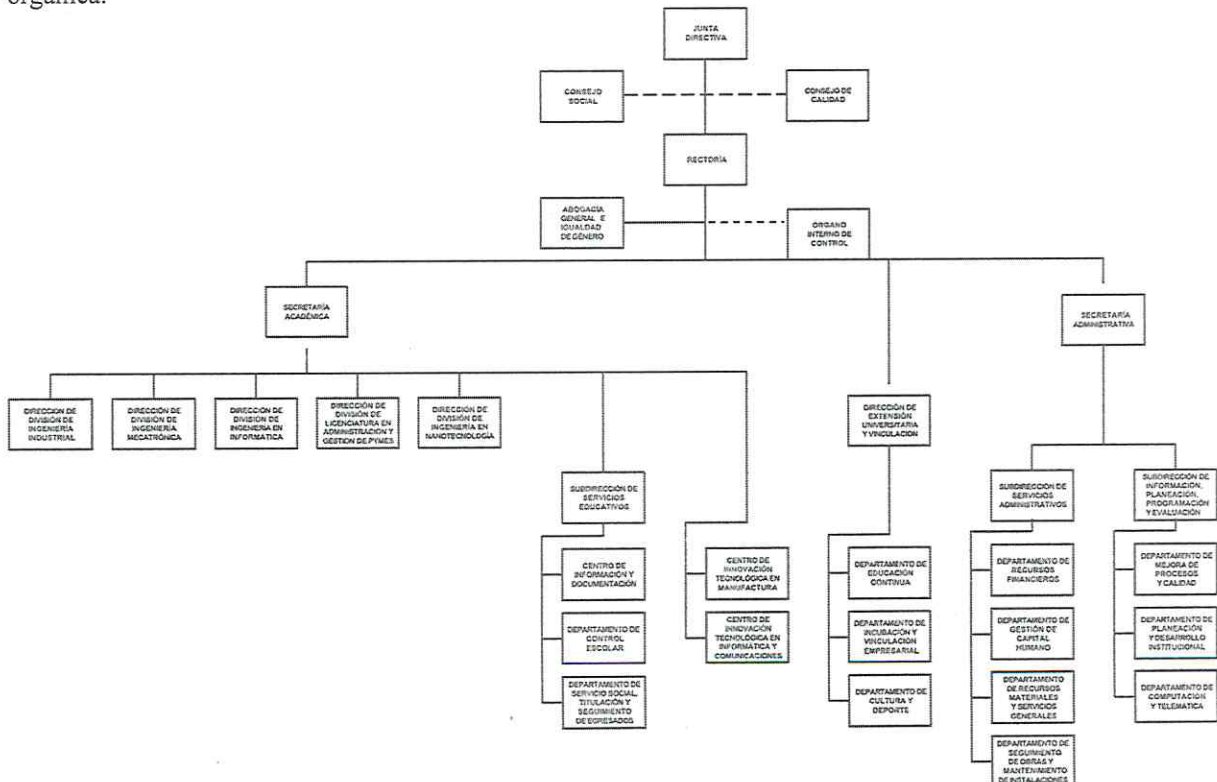 orgánica.
JUNTA
DIRECTIVA
CONSEJO
SOCIAL
CONSEJO DE
CALIDAD
RECTORÍA
ABOGACÍA
GENERAL E
IGUALDAD
DE GÉNERO
ORGANO
INTERNO DE
CONTROL
SECRETARÍA
ACADÉMICA
SECRETARÍA
ADMINISTRATIVA
DIRECCIÓN DE
DIVISIÓN DE
INGENIERÍA
INDUSTRIAL
DIRECCIÓN DE
DIVISIÓN DE
INGENIERÍA
MECATRÓNICA
DIRECCIÓN DE
DIVISIÓN DE
INGENIERÍA EN
INFORMÁTICA
DIRECCIÓN DE
DIVISIÓN DE
LICENCIATURA EN
ADMINISTRACIÓN Y
GESTIÓN DE PYMES
DIRECCIÓN DE
DIVISIÓN DE
INGENIERÍA EN
NANOTECNOLOGÍA
DIRECCIÓN DE
EXTENSIÓN
UNIVERSITARIA
Y VINCULACIÓN
SUBDIRECCIÓN DE
SERVICIOS
EDUCATIVOS
SUBDIRECCIÓN DE
SERVICIOS
ADMINISTRATIVOS
SUBDIRECCIÓN DE
INFORMACIÓN,
PLANEACIÓN,
PROGRAMACIÓN
Y EVALUACIÓN
CENTRO DE
INFORMACIÓN Y
DOCUMENTACIÓN
DEPARTAMENTO DE
CONTROL
ESCOLAR
DEPARTAMENTO DE
SERVICIO SOCIAL,
TITULACIÓN Y
SEGUIMIENTO
DE EGRESADOS
CENTRO DE
INNOVACIÓN
TECNOLÓGICA EN
MANUFACTURA
CENTRO DE
INNOVACIÓN
TECNOLÓGICA EN
INFORMÁTICA Y
COMUNICACIONES
DEPARTAMENTO DE
EDUCACIÓN
CONTINUA
DEPARTAMENTO DE
INCUBACIÓN Y
VINCULACIÓN
EMPRESARIAL
DEPARTAMENTO DE
CULTURA Y
DEPORTE
DEPARTAMENTO DE
RECURSOS
FINANCIEROS
DEPARTAMENTO DE
GESTIÓN DE
CAPITAL
HUMANO
DEPARTAMENTO
DE RECURSOS
MATERIALES
Y SERVICIOS
GENERALES
DEPARTAMENTO DE
SEGUIMIENTO
DE OBRAS Y
MANTENIMIENTO
DE INSTALACIONES
DEPARTAMENTO DE
MEJORA DE
PROCESOS
Y CALIDAD
DEPARTAMENTO DE
PLANEACIÓN
Y DESARROLLO
INSTITUCIONAL
DEPARTAMENTO DE
COMPUTACIÓN
Y TELEMÁTICA